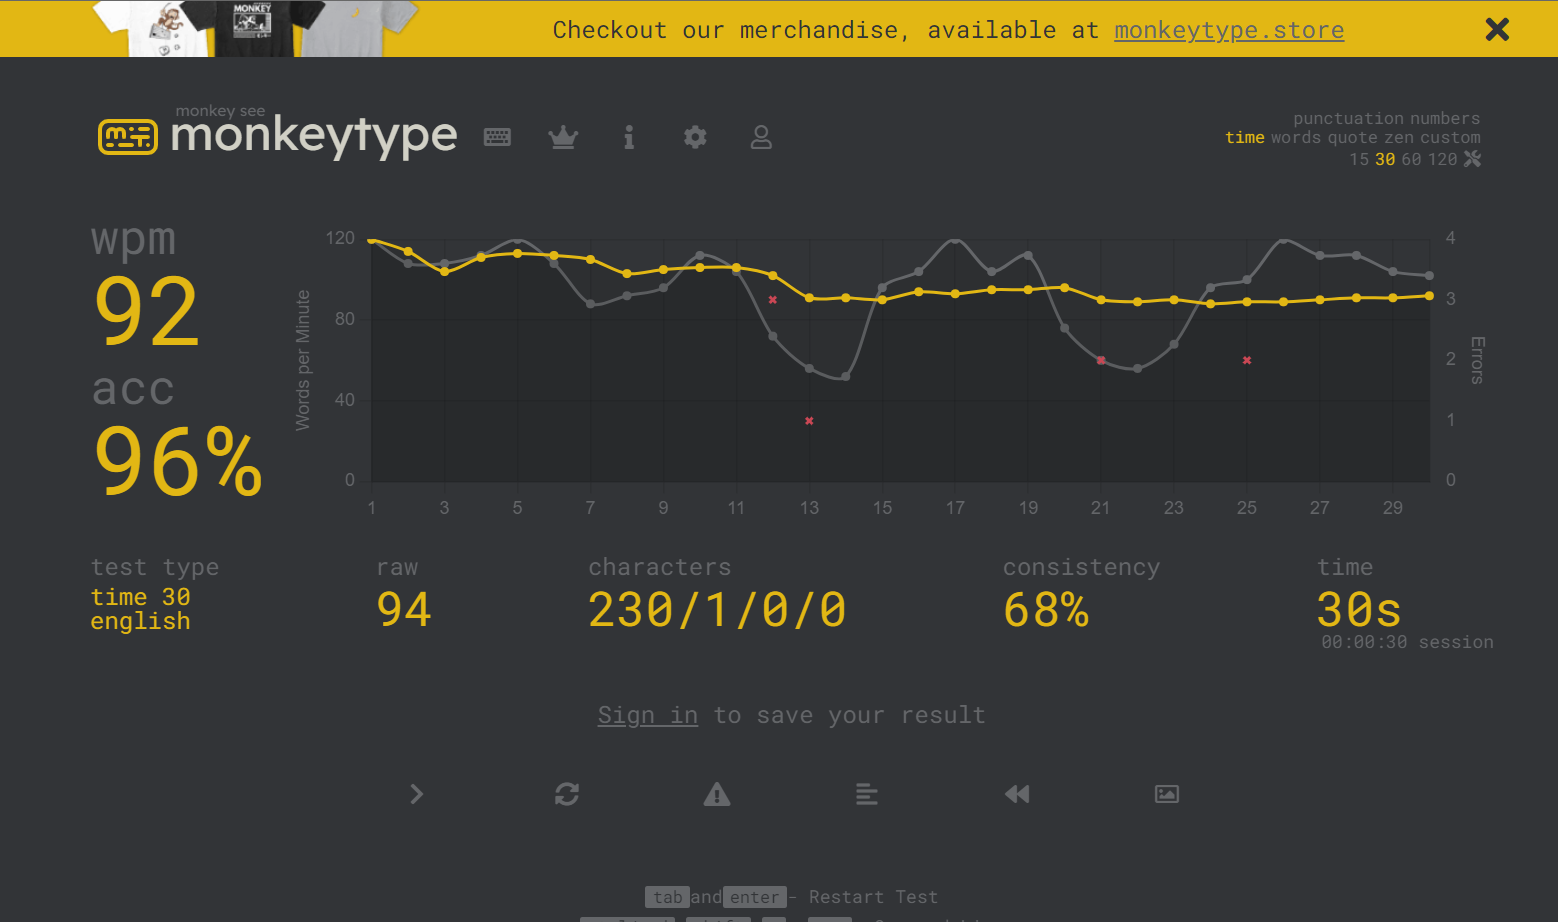 MONKEY
Checkout our merchandise, available at monkeytype.store
monkey see
monkeytype
punctuation numbers
time words quote zen custom
15 30 60 120
wpm
92
acc
96%
Words per Minute
120
80
40
0
4
3
2
1
0
Errors
1 3 5 7 9 11 13 15 17 19 21 23 25 27 29
test type
time 30
english
raw
94
characters
230/1/0/0
consistency
68%
time
30s
00:00:30 session
Sign in to save your result
tab and enter - Restart Test